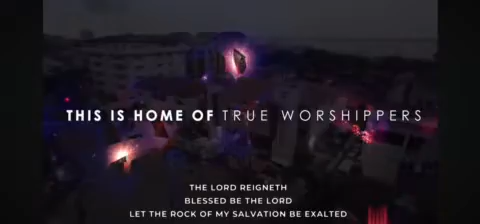 THIS IS HOME OF TRUE WORSHIPPERS
THE LORD REIGNETH
BLESSED BE THE LORD
LET THE ROCK OF MY SALVATION BE EXALTED